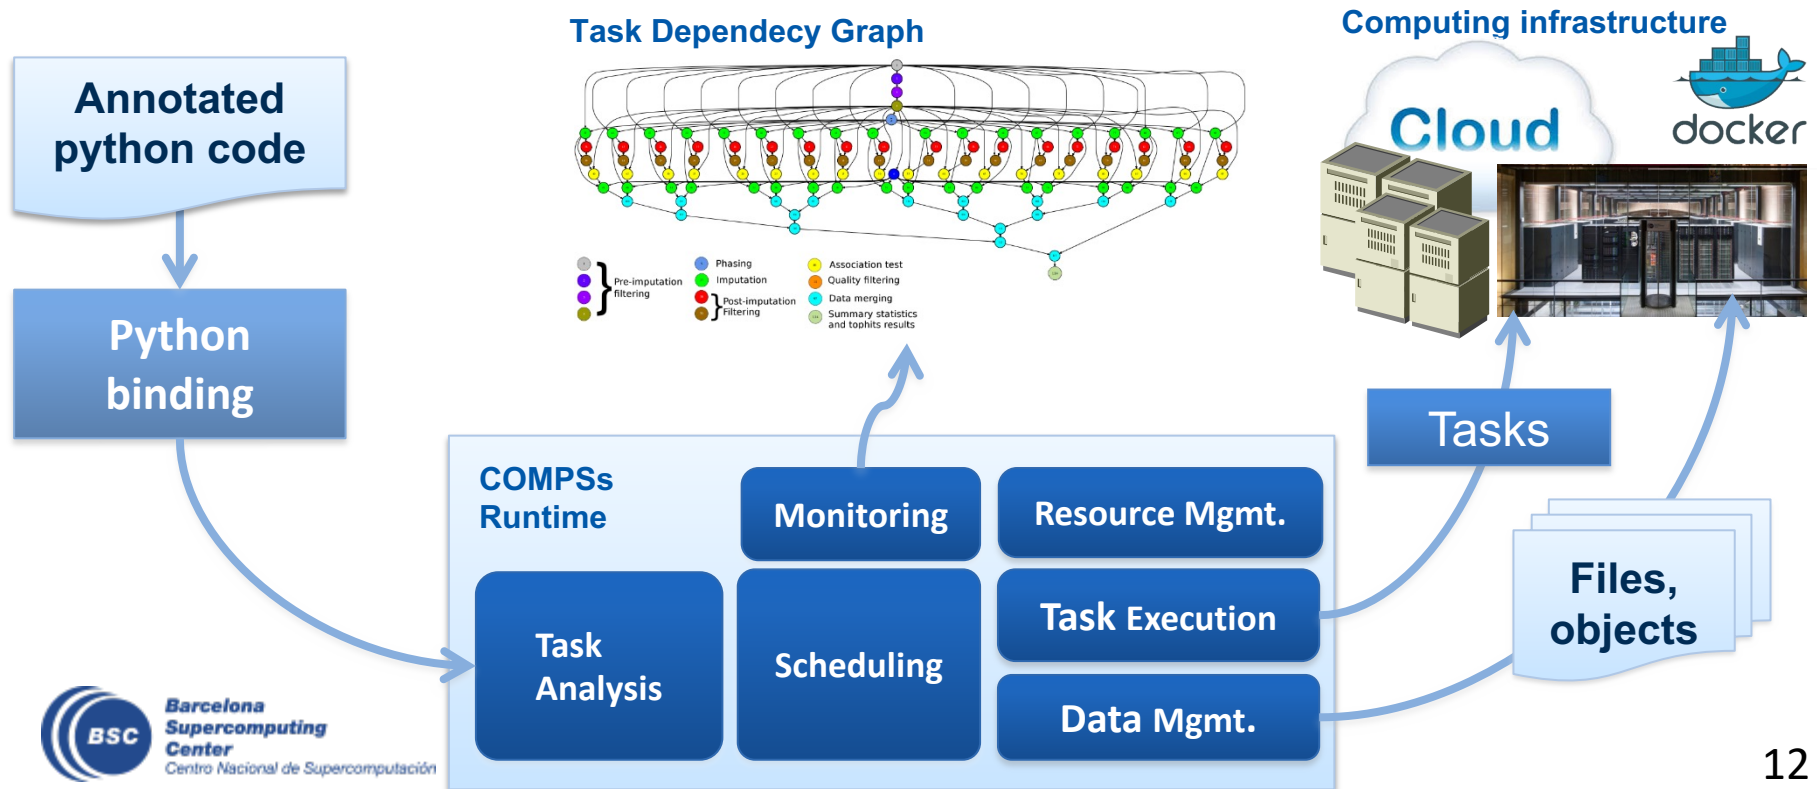 Task Dependecy Graph
Computing infrastructure
Annotated
python code
Cloud
docker
Pre-imputation
filtering
Phasing
Imputation
Post-imputation
Filtering
Association test
Quality filtering
Data merging
Summary statistics
and tophits results
Python
binding
Tasks
COMPSs
Runtime
Monitoring
Resource Mgmt.
Task
Analysis
Scheduling
Task Execution
Data Mgmt.
Files,
objects
BSC
Barcelona
Supercomputing
Center
Centro Nacional de Supercomputación
12